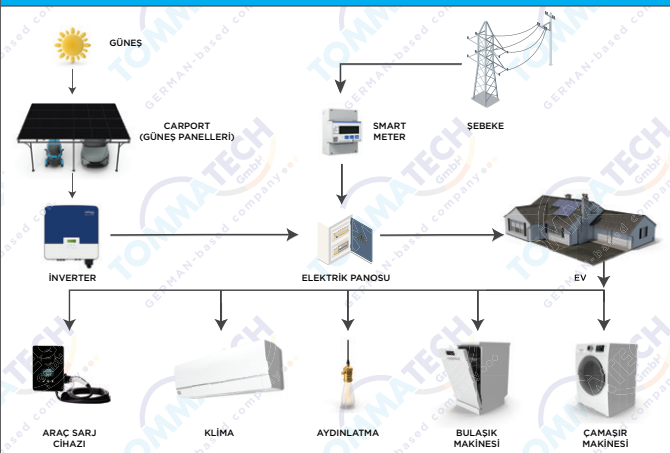 GÜNEŞ
CARPORT
(GÜNEŞ PANELLERİ)
SMART
METER
ŞEBEKE
İNVERTER
ELEKTRİK PANOSU
EV
ARAÇ SARJ
CİHAZI
KLİMA
AYDINLATMA
BULAŞIK
MAKİNESİ
ÇAMAŞIR
MAKİNESİ
TOMMATECH
GmbH
GERMAN-based company